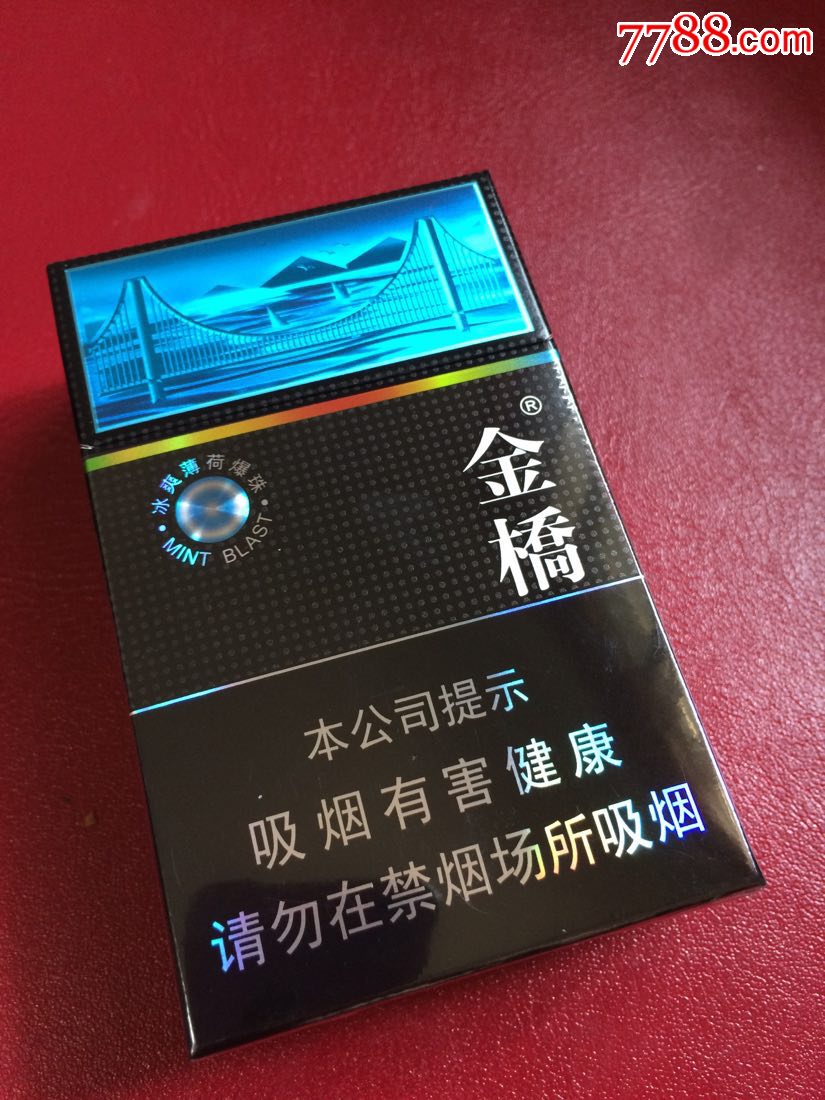 7788.com
金橋®
·冰爽薄荷爆珠·
MINT BLAST
本公司提示
吸烟有害健康
请勿在禁烟场所吸烟